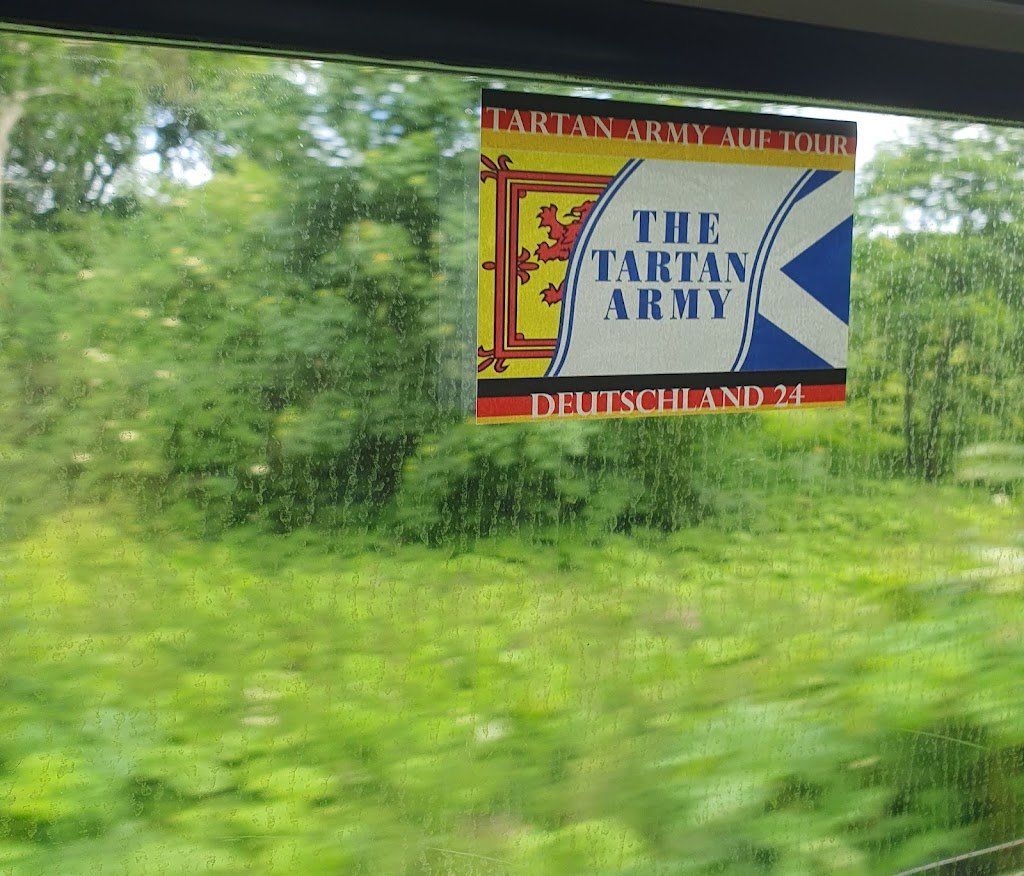 TARTAN ARMY AUF TOUR
THE
TARTAN
ARMY
DEUTSCHLAND 24